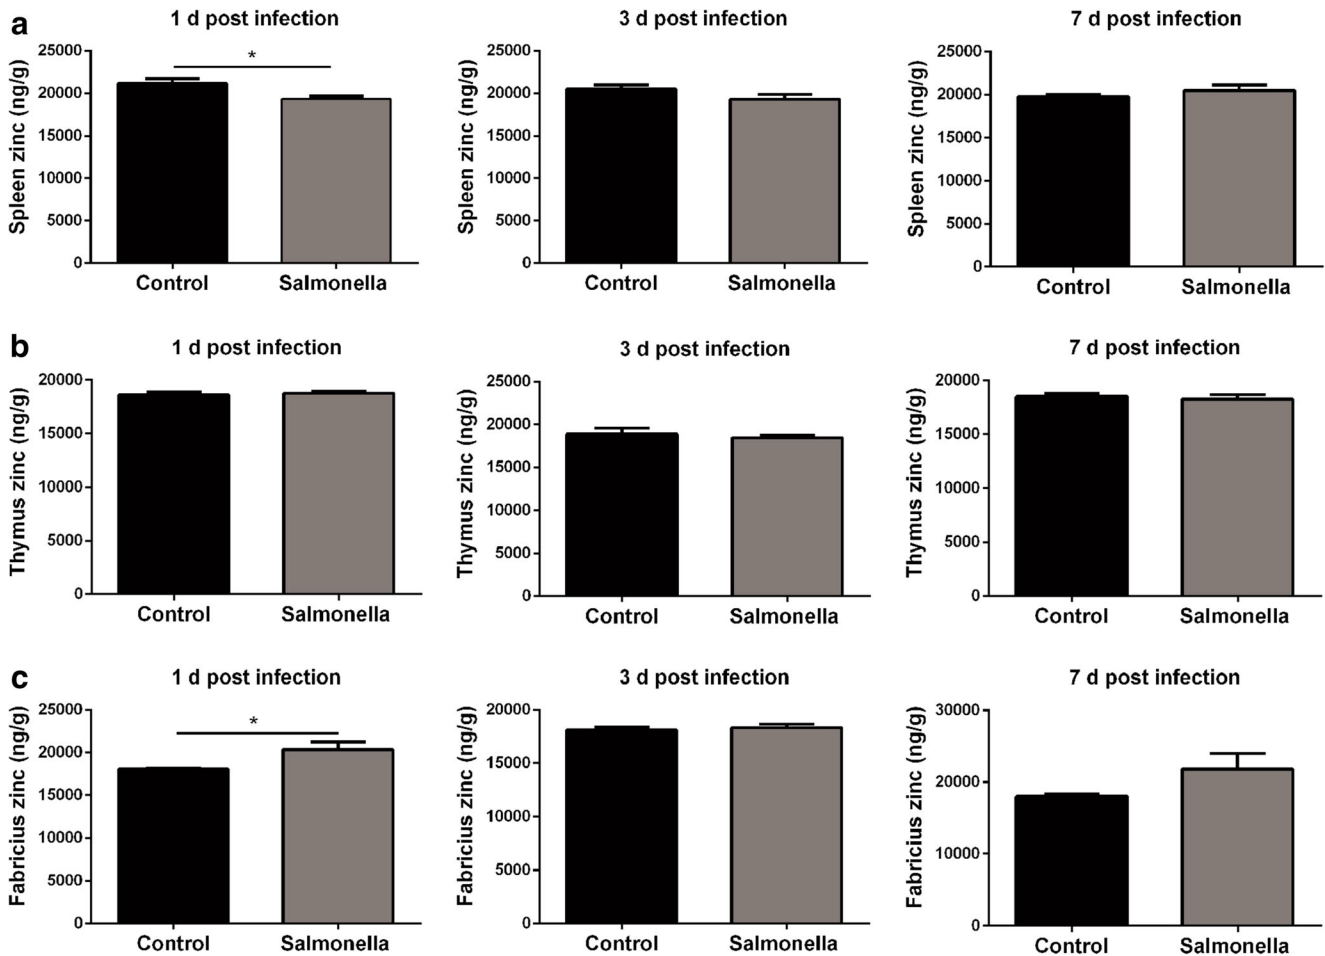 a
1 d post infection
Spleen zinc (ng/g)
25000
20000
15000
10000
5000
0
*
Control Salmonella
3 d post infection
Spleen zinc (ng/g)
25000
20000
15000
10000
5000
0
Control Salmonella
7 d post infection
Spleen zinc (ng/g)
25000
20000
15000
10000
5000
0
Control Salmonella
b
1 d post infection
Thymus zinc (ng/g)
20000
15000
10000
5000
0
Control Salmonella
3 d post infection
Thymus zinc (ng/g)
25000
20000
15000
10000
5000
0
Control Salmonella
7 d post infection
Thymus zinc (ng/g)
20000
15000
10000
5000
0
Control Salmonella
c
1 d post infection
Fabricius zinc (ng/g)
25000
20000
15000
10000
5000
0
*
Control Salmonella
3 d post infection
Fabricius zinc (ng/g)
20000
15000
10000
5000
0
Control Salmonella
7 d post infection
Fabricius zinc (ng/g)
30000
20000
10000
0
Control Salmonella